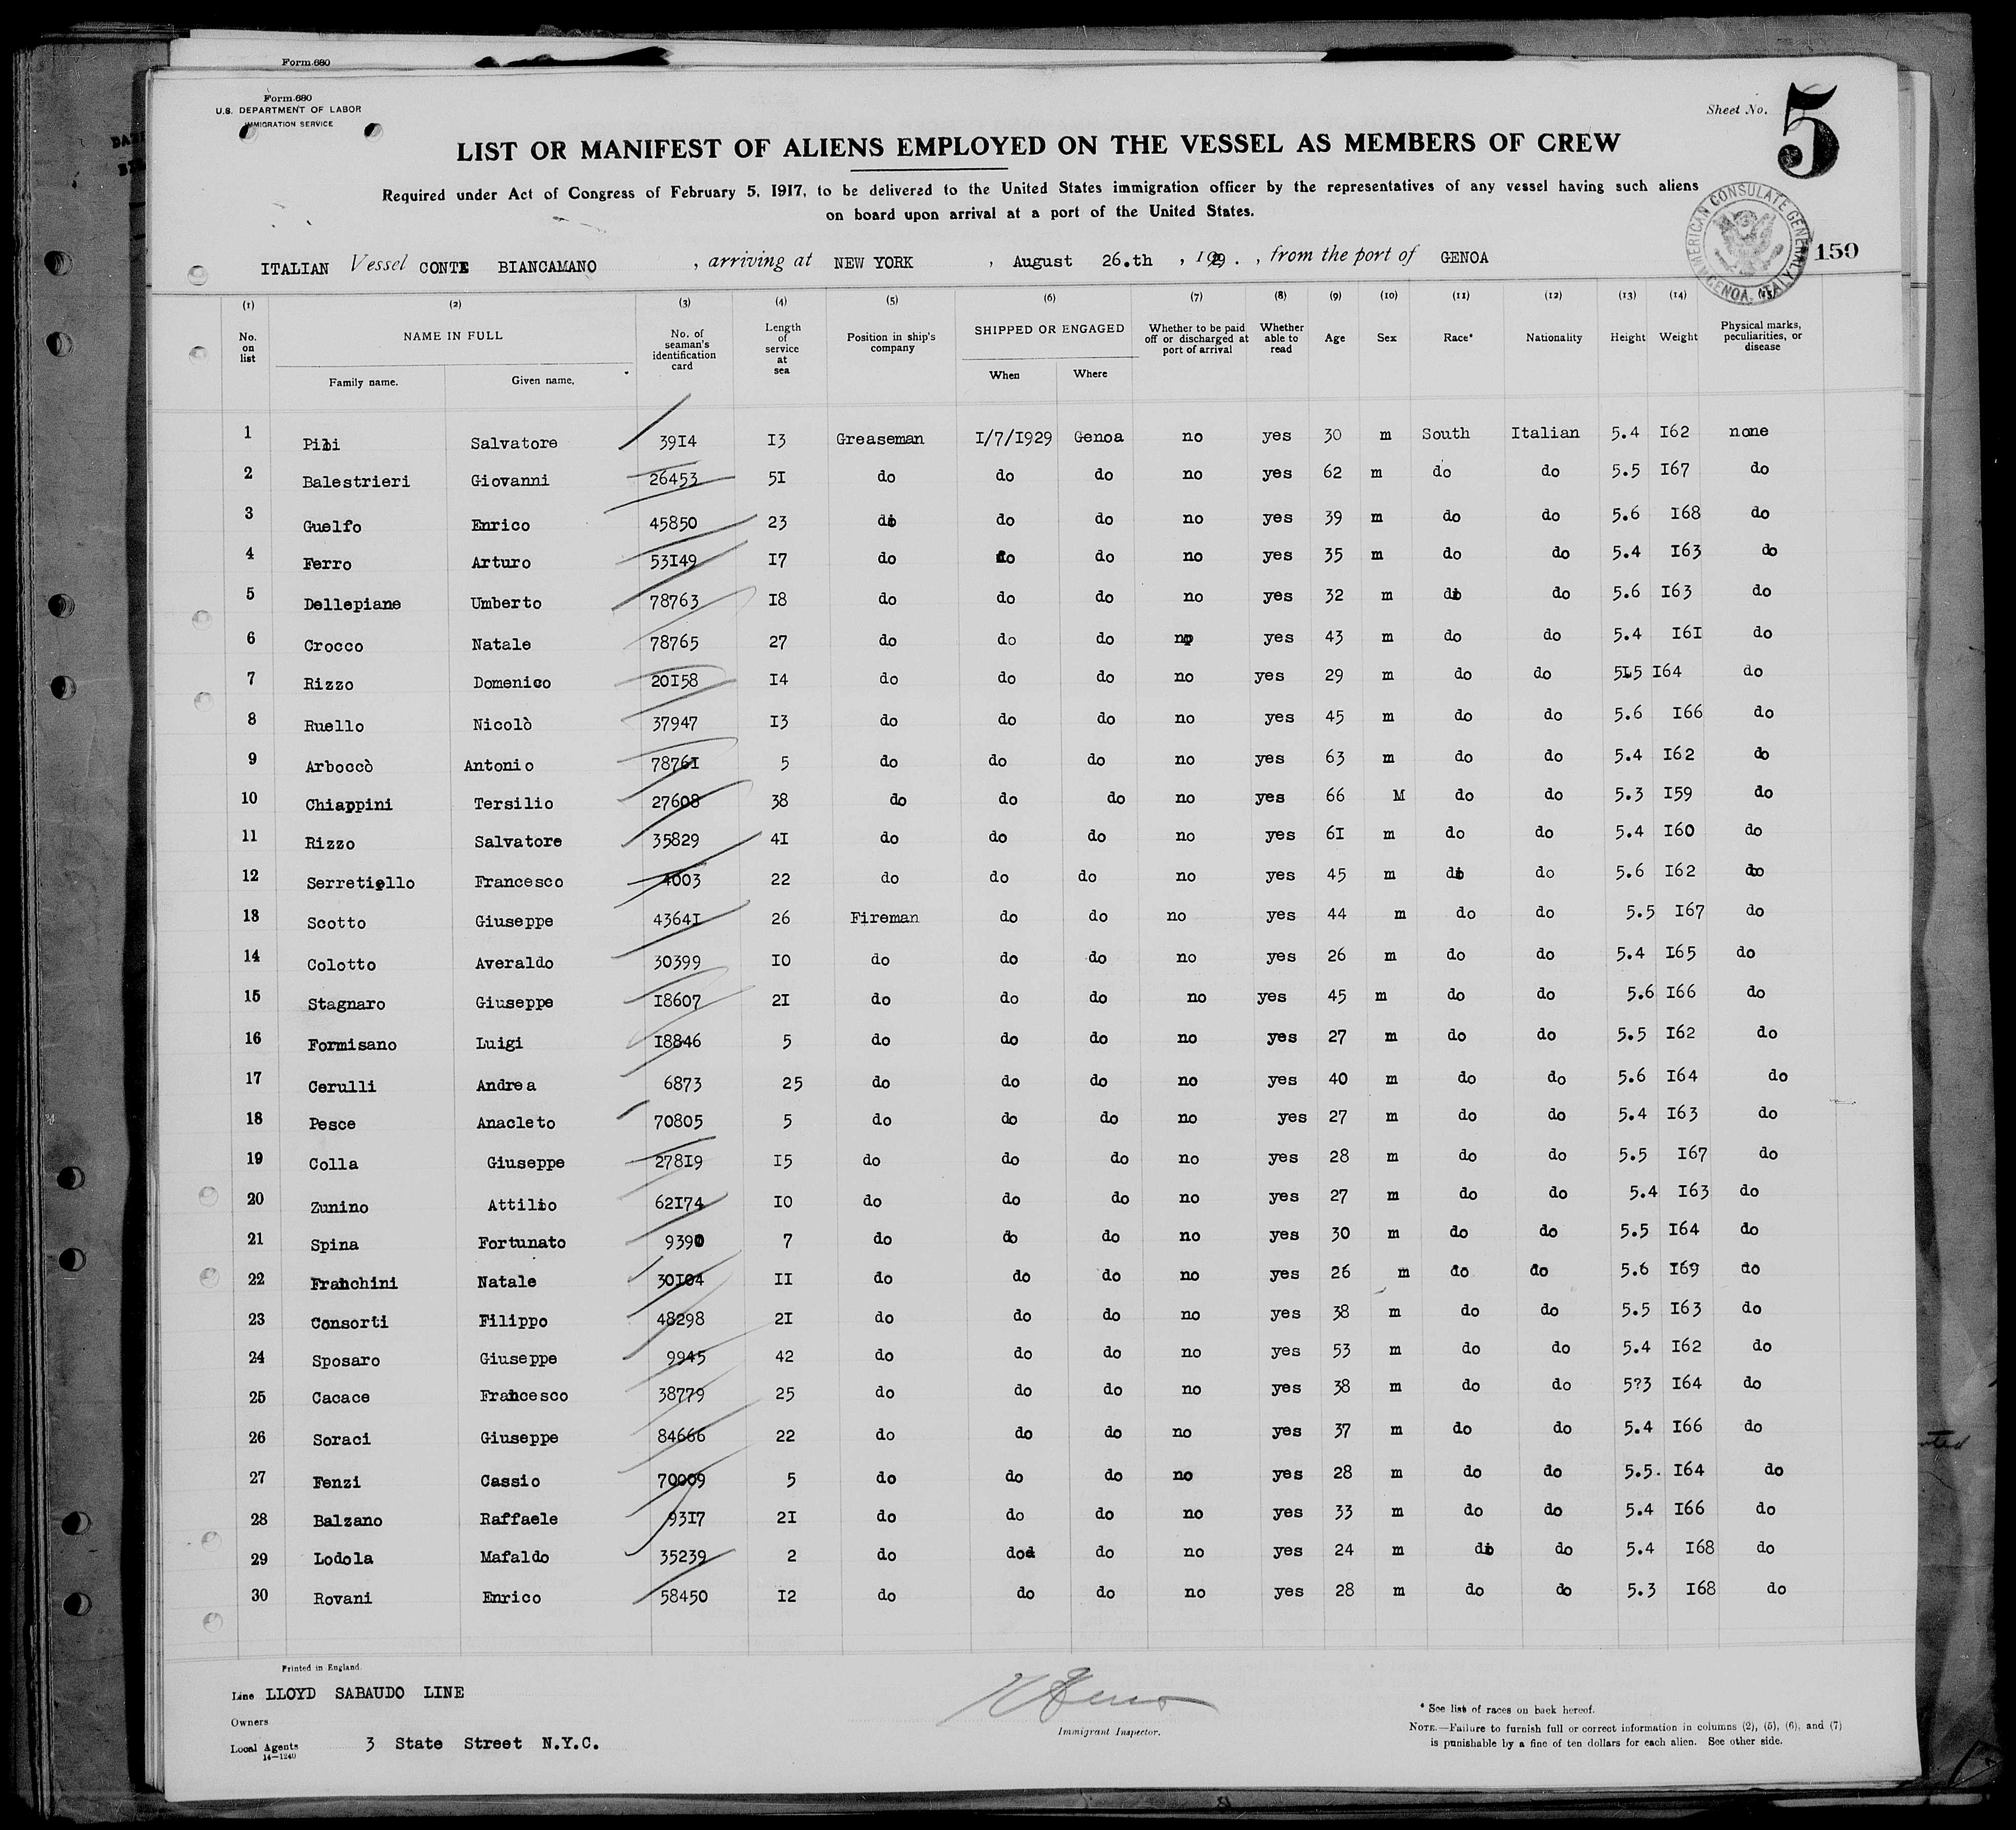 Form 680
Form 680
U.S. DEPARTMENT OF LABOR
IMMIGRATION SERVICE
Sheet No. 5
LIST OR MANIFEST OF ALIENS EMPLOYED ON THE VESSEL AS MEMBERS OF CREW
Required under Act of Congress of February 5, 1917, to be delivered to the United States immigration officer by the representatives of any vessel having such aliens
on board upon arrival at a port of the United States.
AMERICAN CONSULATE GENERAL GENOA, ITALY
150
ITALIAN Vessel CONTE BIANCAMANO , arriving at NEW YORK , August 26.th , 1929. , from the port of GENOA
(1) (2) (3) (4) (5) (6) (7) (8) (9) (10) (11) (12) (13) (14) (15)
No. on list NAME IN FULL No. of seaman's identification card Length of service at sea Position in ship's company SHIPPED OR ENGAGED Whether to be paid off or discharged at port of arrival Whether able to read Age Sex Race* Nationality Height Weight Physical marks, peculiarities, or disease
Family name. Given name. When Where
1 Pibi Salvatore 3914 13 Greaseman I/7/1929 Genoa no yes 30 m South Italian 5.4 162 none
2 Balestrieri Giovanni 26453 51 do do do no yes 62 m do do 5.5 167 do
3 Guelfo Enrico 45850 23 do do do no yes 39 m do do 5.6 168 do
4 Ferro Arturo 53149 17 do do do no yes 35 m do do 5.4 163 do
5 Dellepiane Umberto 78763 18 do do do no yes 32 m do do 5.6 163 do
6 Crocco Natale 78765 27 do do do no yes 43 m do do 5.4 161 do
7 Rizzo Domenico 20158 14 do do do no yes 29 m do do 5.5 164 do
8 Ruello Nicolò 37947 13 do do do no yes 45 m do do 5.6 166 do
9 Arboccò Antonio 78761 5 do do do no yes 63 m do do 5.4 162 do
10 Chiappini Tersilio 27608 38 do do do no yes 66 M do do 5.3 159 do
11 Rizzo Salvatore 35829 41 do do do no yes 61 m do do 5.4 160 do
12 Serretiello Francesco 4003 22 do do do no yes 45 m do do 5.6 162 do
13 Scotto Giuseppe 43641 26 Fireman do do no yes 44 m do do 5.5 167 do
14 Colotto Averaldo 30399 10 do do do no yes 26 m do do 5.4 165 do
15 Stagnaro Giuseppe 18607 21 do do do no yes 45 m do do 5.6 166 do
16 Formisano Luigi 18846 5 do do do no yes 27 m do do 5.5 162 do
17 Cerulli Andrea 6873 25 do do do no yes 40 m do do 5.6 164 do
18 Pesce Anacleto 70805 5 do do do no yes 27 m do do 5.4 163 do
19 Colla Giuseppe 27819 15 do do do no yes 28 m do do 5.5 167 do
20 Zunino Attilio 62174 10 do do do no yes 27 m do do 5.4 163 do
21 Spina Fortunato 9390 7 do do do no yes 30 m do do 5.5 164 do
22 Franchini Natale 30104 11 do do do no yes 26 m do do 5.6 169 do
23 Consorti Filippo 48298 21 do do do no yes 38 m do do 5.5 163 do
24 Sposaro Giuseppe 9945 42 do do do no yes 53 m do do 5.4 162 do
25 Cacace Francesco 38779 25 do do do no yes 38 m do do 5?3 164 do
26 Soraci Giuseppe 84666 22 do do do no yes 37 m do do 5.4 166 do
27 Fenzi Cassio 70009 5 do do do no yes 28 m do do 5.5. 164 do
28 Balzano Raffaele 9317 21 do do do no yes 33 m do do 5.4 166 do
29 Lodola Mafaldo 35239 2 do do do no yes 24 m do do 5.4 168 do
30 Rovani Enrico 58450 12 do do do no yes 28 m do do 5.3 168 do
Printed in England.
Line LLOYD SABAUDO LINE
Owners
Local Agents 3 State Street N.Y.C.
14-1240
Immigrant Inspector.
* See list of races on back hereof.
NOTE.—Failure to furnish full or correct information in columns (2), (5), (6), and (7)
is punishable by a fine of ten dollars for each alien. See other side.